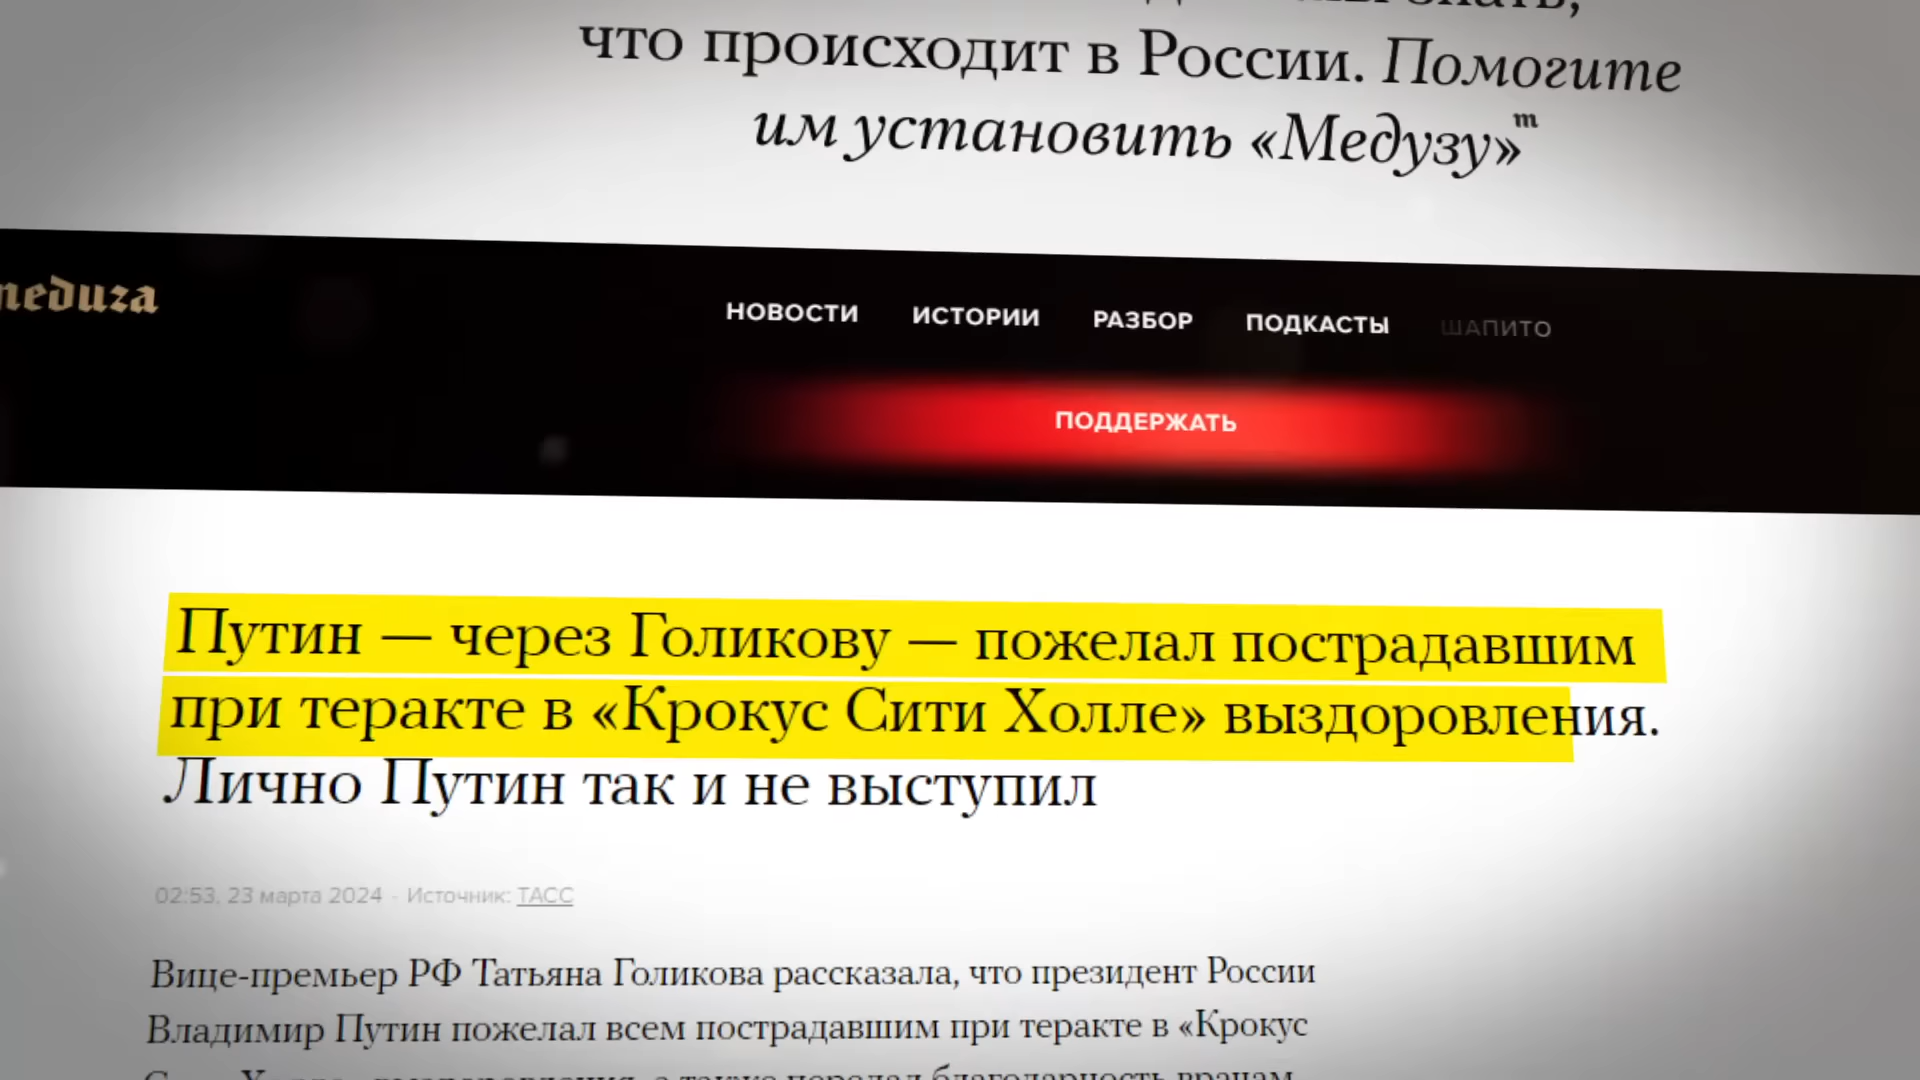 что происходит в России. Помогите
им установить «Медузу»
meduza
НОВОСТИ ИСТОРИИ РАЗБОР ПОДКАСТЫ ШАПИТО
ПОДДЕРЖАТЬ
Путин — через Голикову — пожелал пострадавшим
при теракте в «Крокус Сити Холле» выздоровления.
Лично Путин так и не выступил
02:53, 23 марта 2024 - Источник: ТАСС
Вице-премьер РФ Татьяна Голикова рассказала, что президент России
Владимир Путин пожелал всем пострадавшим при теракте в «Крокус